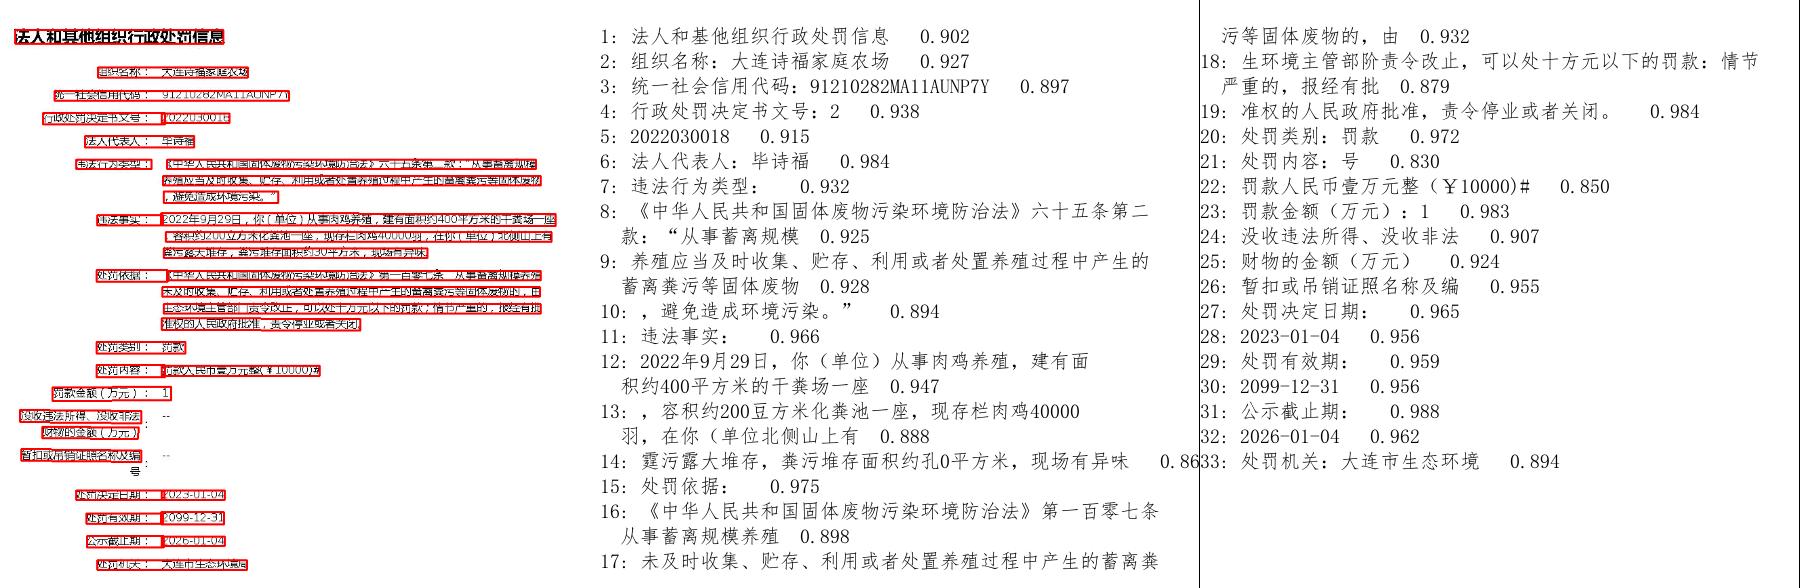 法人和其他组织行政处罚信息
组织名称： 大连诗福家庭农场
统一社会信用代码： 91210282MA11AUNP7Y
行政处罚决定书文号： 2022030018
法人代表人： 毕诗福
违法行为类型： 《中华人民共和国固体废物污染环境防治法》六十五条第二款：“从事畜禽规模
养殖应当及时收集、贮存、利用或者处置养殖过程中产生的畜禽粪污等固体废物
，避免造成环境污染。”
违法事实： 2022年9月29日，你（单位）从事肉鸡养殖，建有面积约400平方米的干粪场一座
，容积约200立方米化粪池一座，现存栏肉鸡40000羽，在你（单位）北侧山上有
粪污露天堆存，粪污堆存面积约30平方米，现场有异味
处罚依据： 《中华人民共和国固体废物污染环境防治法》第一百零七条 从事畜禽规模养殖
未及时收集、贮存、利用或者处置养殖过程中产生的畜禽粪污等固体废物的，由
生态环境主管部门责令改正，可以处十万元以下的罚款；情节严重的，报经有批
准权的人民政府批准，责令停业或者关闭。
处罚类别： 罚款
处罚内容： 罚款人民币壹万元整(￥10000)#
罚款金额（万元）： 1
没收违法所得、没收非法
财物的金额（万元）
： --
暂扣或吊销证照名称及编
号
： --
处罚决定日期： 2023-01-04
处罚有效期： 2099-12-31
公示截止期： 2026-01-04
处罚机关： 大连市生态环境局
1: 法人和基他组织行政处罚信息 0.902
2: 组织名称: 大连诗福家庭农场 0.927
3: 统一社会信用代码:91210282MA11AUNP7Y 0.897
4: 行政处罚决定书文号:2 0.938
5: 2022030018 0.915
6: 法人代表人: 毕诗福 0.984
7: 违法行为类型: 0.932
8: 《中华人民共和国固体废物污染环境防治法》六十五条第二
款: “从事蓄离规模 0.925
9: 养殖应当及时收集、贮存、利用或者处置养殖过程中产生的
蓄离粪污等固体废物 0.928
10: ，避免造成环境污染。” 0.894
11: 违法事实: 0.966
12: 2022年9月29日，你（单位）从事肉鸡养殖，建有面
积约400平方米的干粪场一座 0.947
13: ，容积约200豆方米化粪池一座，现存栏肉鸡40000
羽，在你（单位北侧山上有 0.888
14: 霆污露大堆存，粪污堆存面积约孔0平方米，现场有异味 0.86
15: 处罚依据: 0.975
16: 《中华人民共和国固体废物污染环境防治法》第一百零七条
从事蓄离规模养殖 0.898
17: 未及时收集、贮存、利用或者处置养殖过程中产生的蓄离粪
污等固体废物的，由 0.932
18: 生环境主管部阶责令改止，可以处十方元以下的罚款: 情节
严重的，报经有批 0.879
19: 准权的人民政府批准，责令停业或者关闭。 0.984
20: 处罚类别: 罚款 0.972
21: 处罚内容: 号 0.830
22: 罚款人民币壹万元整（￥10000)# 0.850
23: 罚款金额（万元）: 1 0.983
24: 没收违法所得、没收非法 0.907
25: 财物的金额（万元） 0.924
26: 暂扣或吊销证照名称及编 0.955
27: 处罚决定日期: 0.965
28: 2023-01-04 0.956
29: 处罚有效期: 0.959
30: 2099-12-31 0.956
31: 公示截止期: 0.988
32: 2026-01-04 0.962
33: 处罚机关: 大连市生态环境 0.894